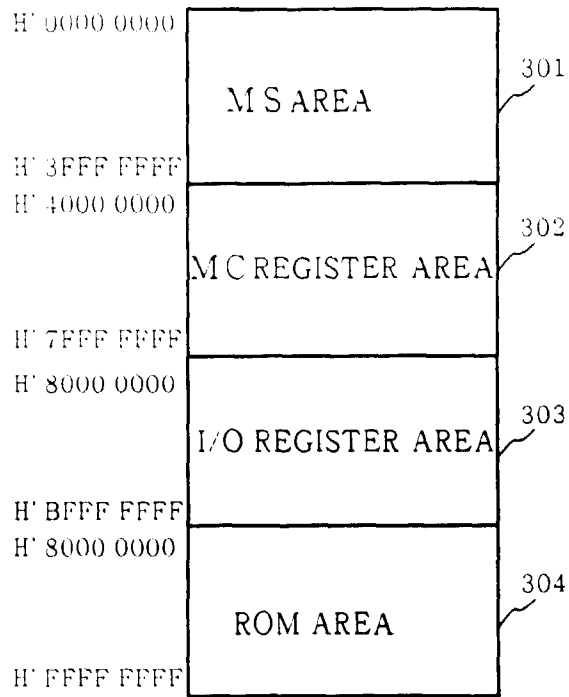 H' 0000 0000
301
MS AREA
H' 3FFF FFFF
H' 4000 0000
302
MC REGISTER AREA
H' 7FFF FFFF
H' 8000 0000
303
I/O REGISTER AREA
H' BFFF FFFF
H' 8000 0000
304
ROM AREA
H' FFFF FFFF